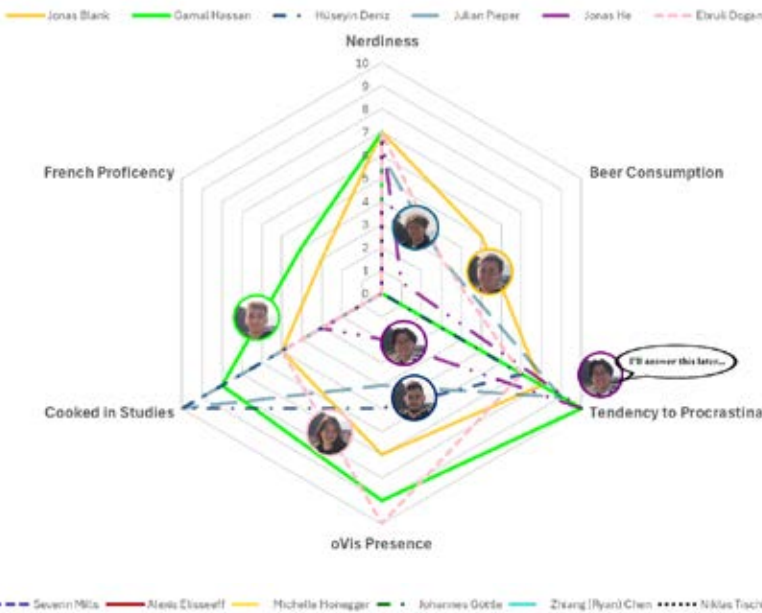 Jonas Blank Gamal Hassan Hüseyin Deniz Julian Pieper Jonas He Ebruli Dogan
Nerdiness
10
9
8
7
6
5
4
3
2
1
0
French Proficency
Beer Consumption
I'll answer this later...
Cooked in Studies
Tendency to Procrastina
oVis Presence
Severin Mills Alexis Elisseeff Michelle Honegger Johannes Güttle Zhiang (Ryan) Chen Niklas Tisch